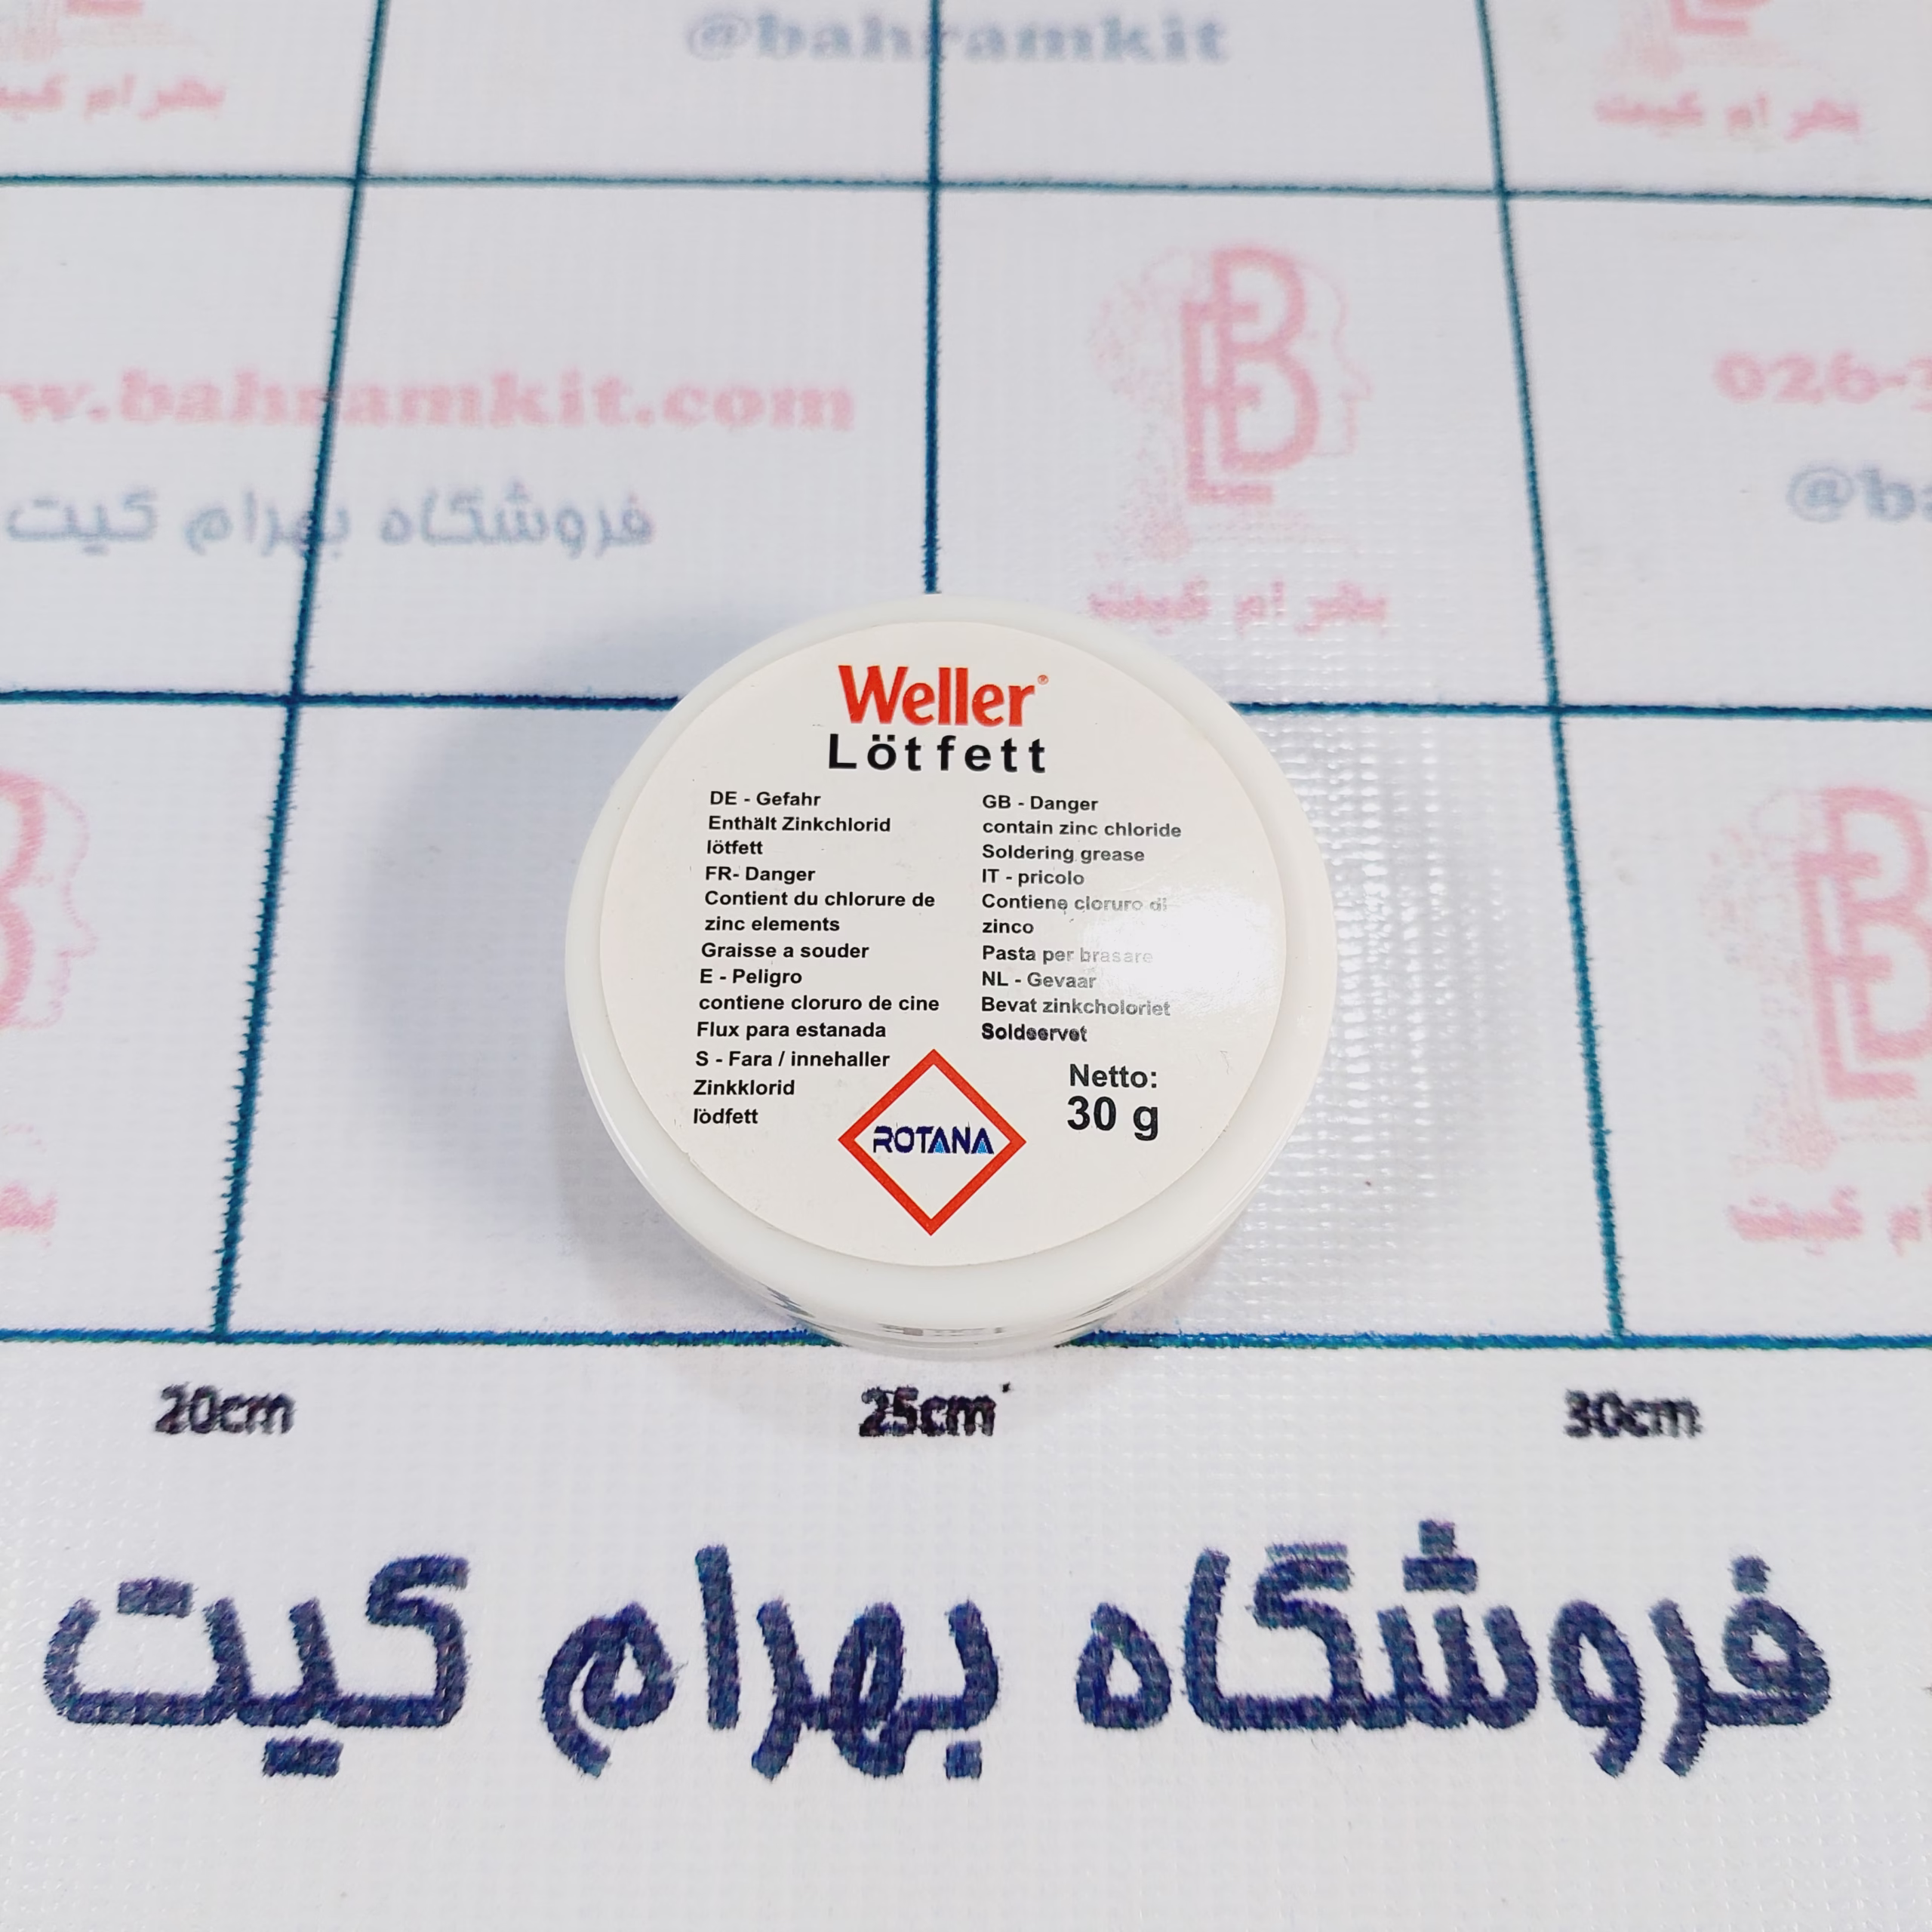 @bahramkit
بهرام کیت
بهرام کیت
w.bahramkit.com
026-3
فروشگاه بهرام کیت
@ba
بهرام کیت
Weller®
Lötfett
DE - Gefahr
Enthält Zinkchlorid
lötfett
FR- Danger
Contient du chlorure de
zinc elements
Graisse a souder
E - Peligro
contiene cloruro de cinc
Flux para estanada
S - Fara / innehaller
Zinkklorid
lödfett
GB - Danger
contain zinc chloride
Soldering grease
IT - pricolo
Contiene cloruro di
zinco
Pasta per brasare
NL - Gevaar
Bevat zinkcholoriet
Soldeervet
Netto:
30 g
ROTANA
20cm
25cm
30cm
فروشگاه بهرام کیت